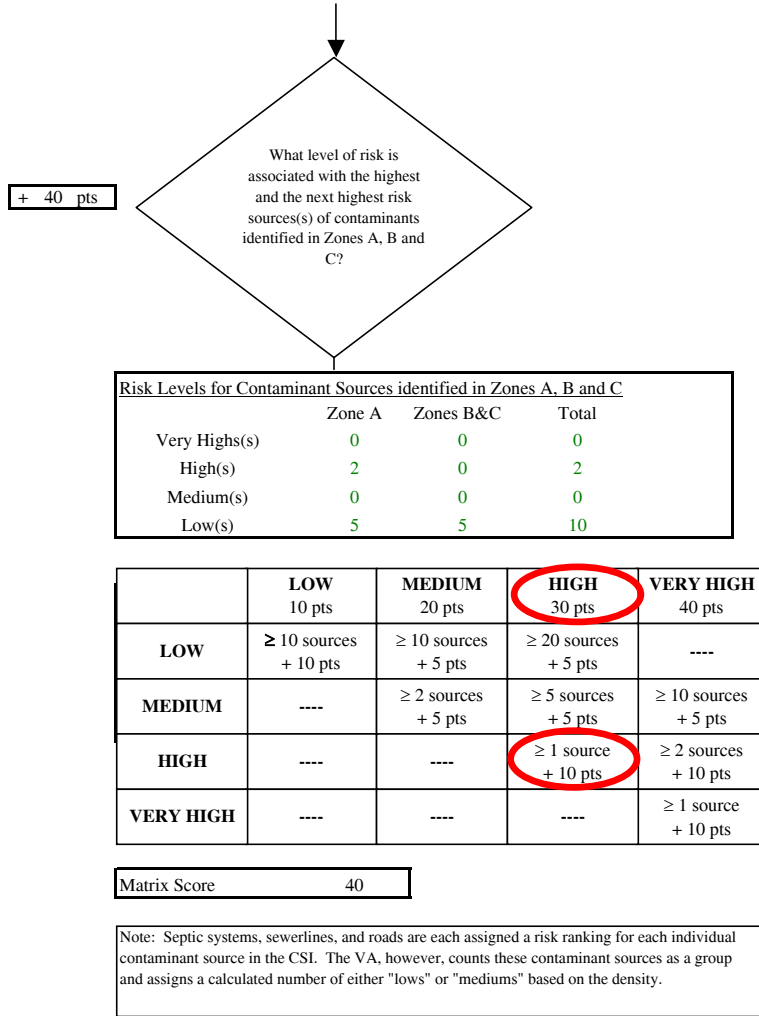 What level of risk is
associated with the highest
and the next highest risk
sources(s) of contaminants
identified in Zones A, B and
C?
+ 40 pts
Risk Levels for Contaminant Sources identified in Zones A, B and C
Zone A Zones B&C Total
Very Highs(s) 0 0 0
High(s) 2 0 2
Medium(s) 0 0 0
Low(s) 5 5 10
LOW MEDIUM HIGH VERY HIGH
10 pts 20 pts 30 pts 40 pts
LOW ≥ 10 sources ≥ 10 sources ≥ 20 sources ----
+ 10 pts + 5 pts + 5 pts
MEDIUM ---- ≥ 2 sources ≥ 5 sources ≥ 10 sources
+ 5 pts + 5 pts + 5 pts
HIGH ---- ---- ≥ 1 source ≥ 2 sources
+ 10 pts + 10 pts
VERY HIGH ---- ---- ---- ≥ 1 source
+ 10 pts
Matrix Score 40
Note: Septic systems, sewerlines, and roads are each assigned a risk ranking for each individual
contaminant source in the CSI. The VA, however, counts these contaminant sources as a group
and assigns a calculated number of either "lows" or "mediums" based on the density.